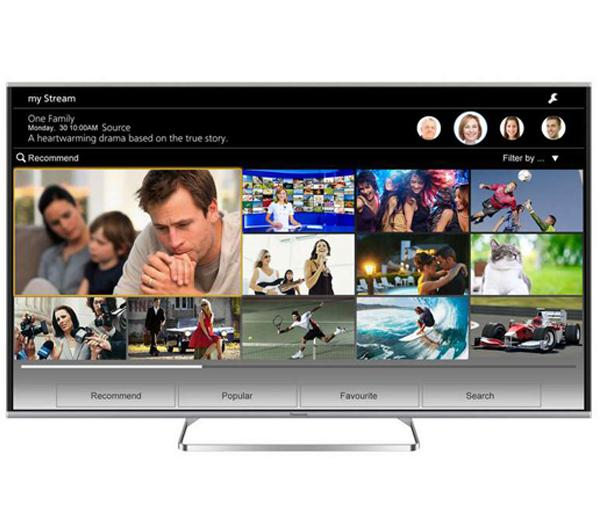 my Stream
One Family
Monday. 30 10:00AM Source
A heartwarming drama based on the true story.
Recommend
Filter by ... ▼
Recommend
Popular
Favourite
Search
Panasonic